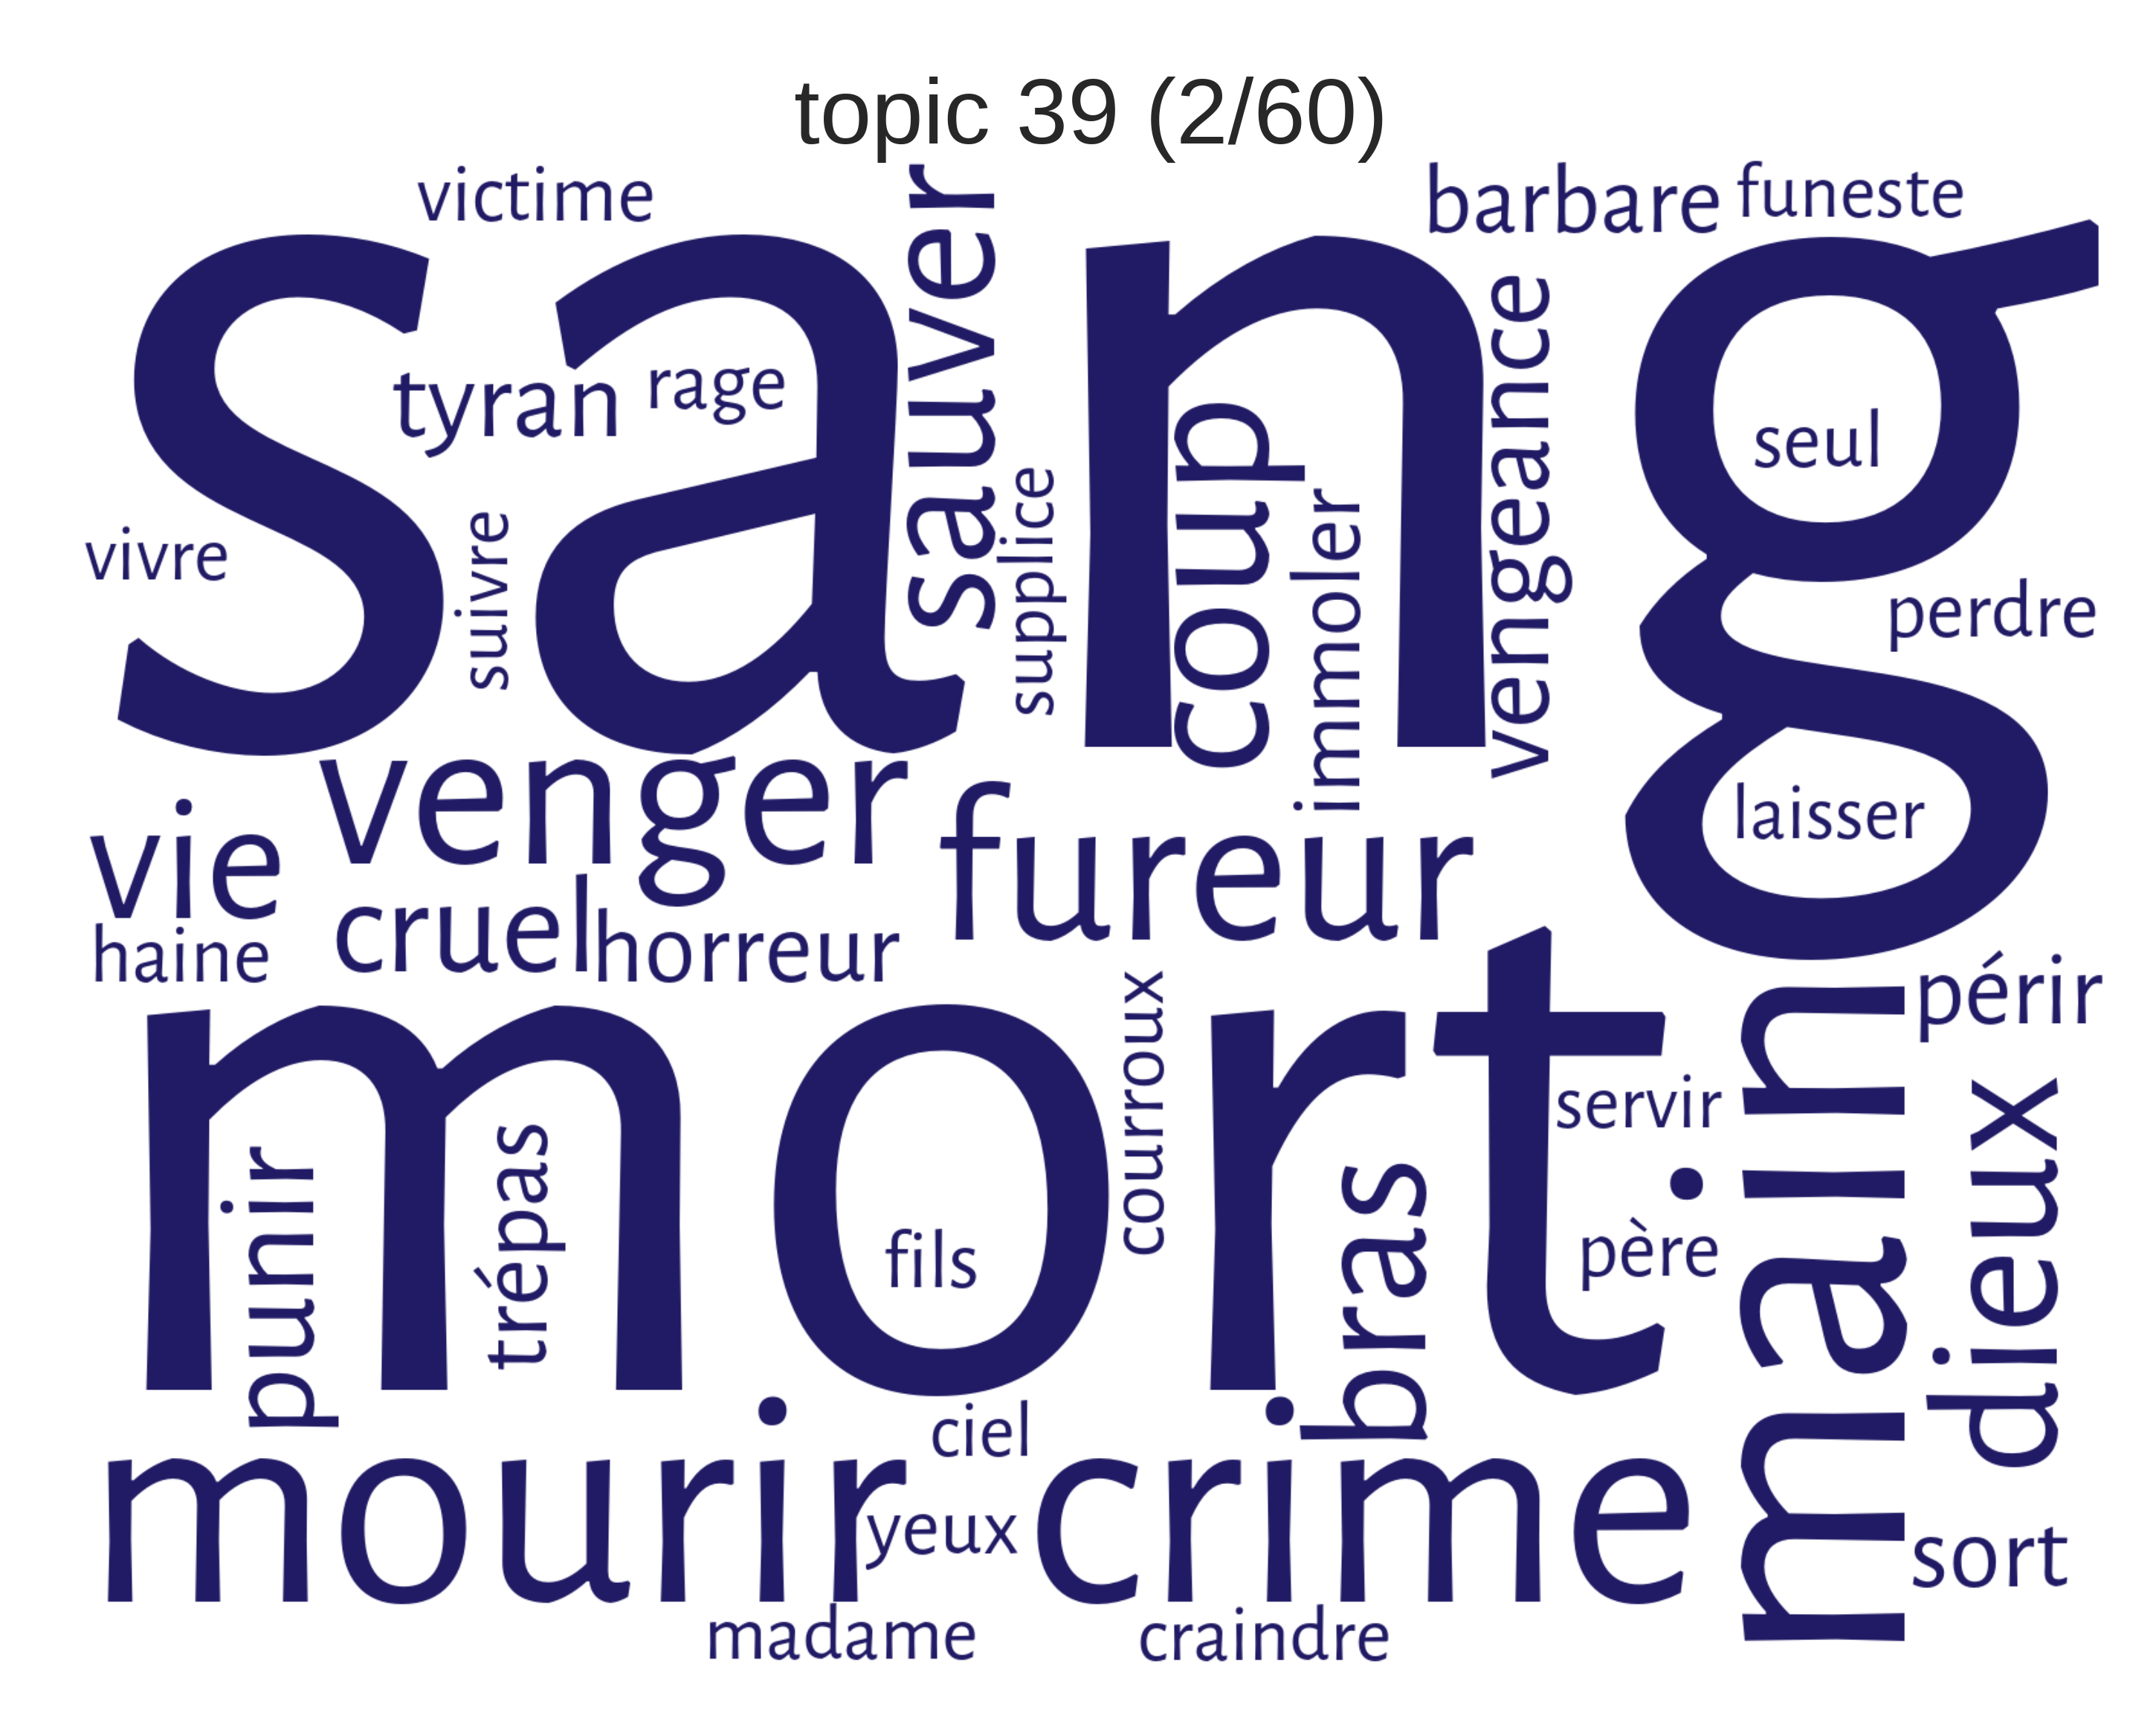 topic 39 (2/60)
victime
barbare
funeste
sang
sauver
tyran
rage
vengeance
coup
seul
supplice
immoler
vivre
suivre
perdre
venger
vie
fureur
laisser
haine
cruel
horreur
périr
mort
courroux
main
servir
dieux
punir
trépas
fils
bras
père
ciel
mourir
yeux
crime
sort
madame
craindre